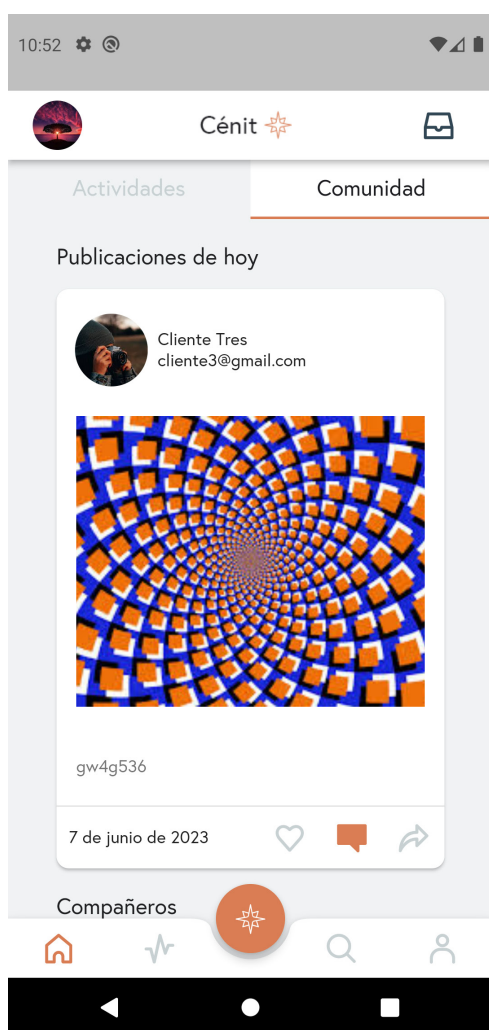 10:52
Cénit
Actividades
Comunidad
Publicaciones de hoy
Cliente Tres
cliente3@gmail.com
gw4g536
7 de junio de 2023
Compañeros